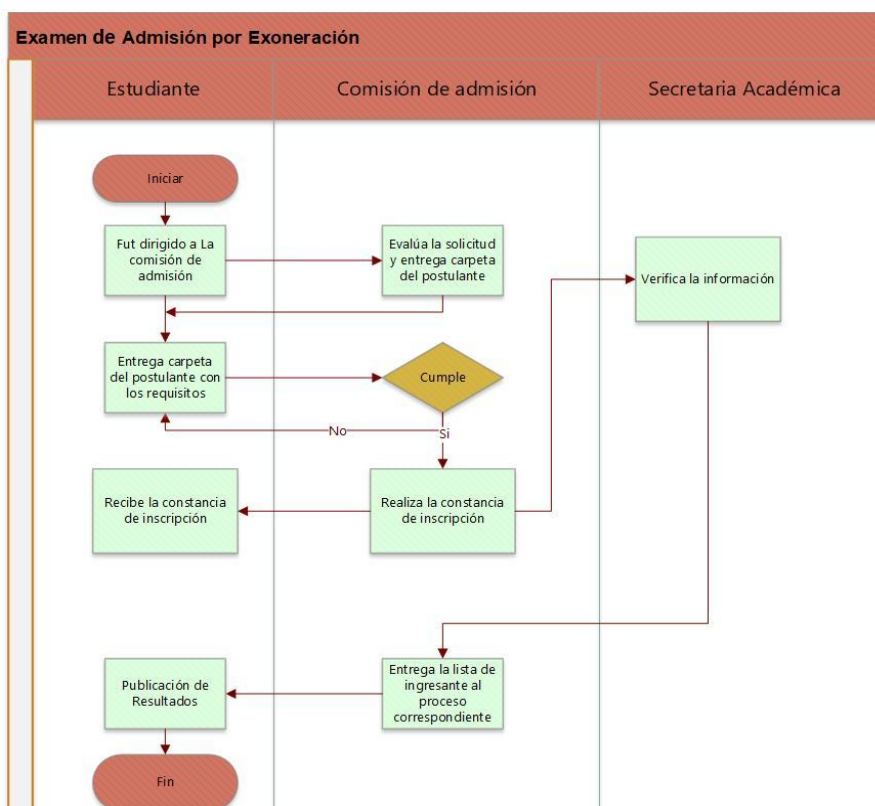 Examen de Admisión por Exoneración
Estudiante
Comisión de admisión
Secretaria Académica
Iniciar
Fut dirigido a La
comisión de
admisión
Evalúa la solicitud
y entrega carpeta
del postulante
Verifica la información
Entrega carpeta
del postulante con
los requisitos
Cumple
No
Si
Recibe la constancia
de inscripción
Realiza la constancia
de inscripción
Publicación de
Resultados
Entrega la lista de
ingresante al
proceso
correspondiente
Fin